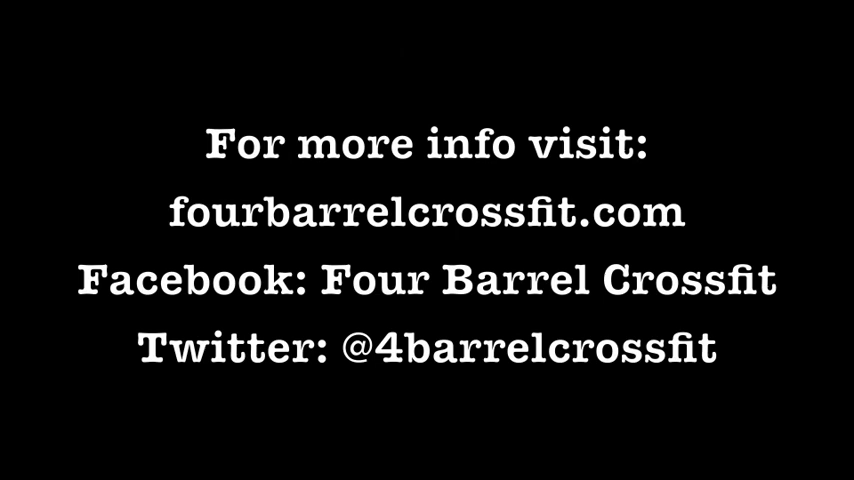 For more info visit:
fourbarrelcrossfit.com
Facebook: Four Barrel Crossfit
Twitter: @4barrelcrossfit